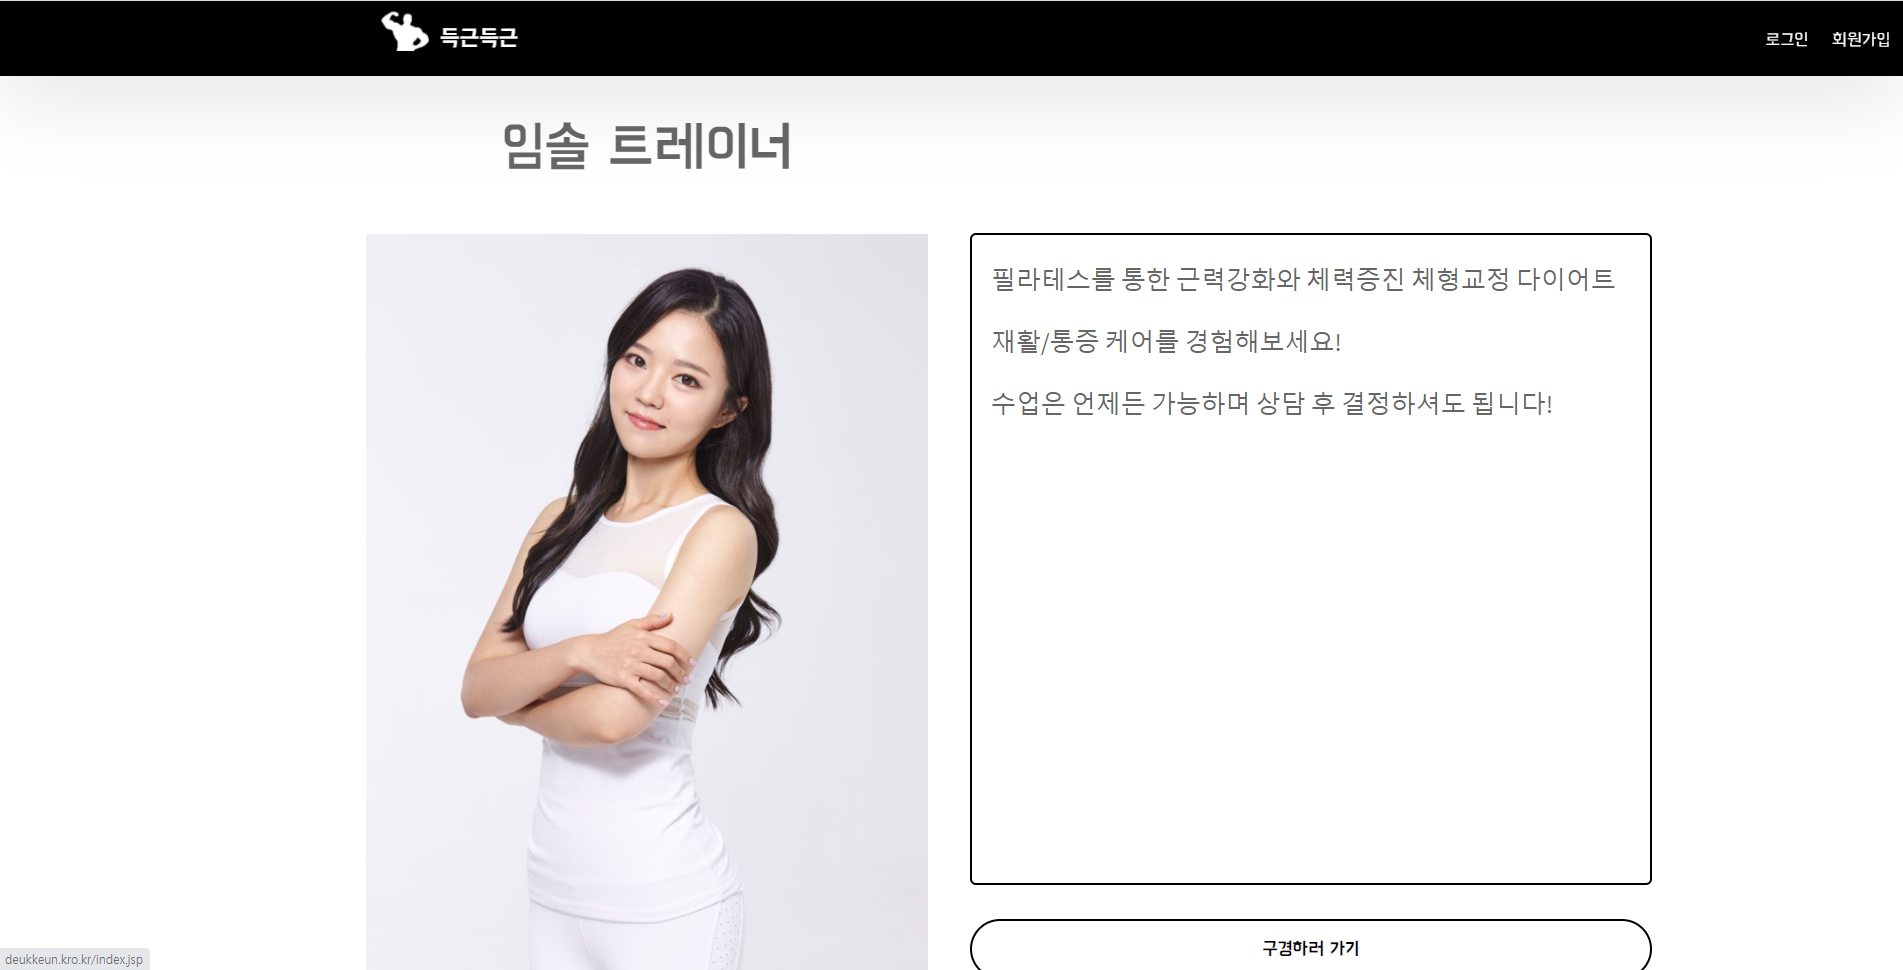 득근득근
로그인 회원가입
임솔 트레이너
필라테스를 통한 근력강화와 체력증진 체형교정 다이어트
재활/통증 케어를 경험해보세요!
수업은 언제든 가능하며 상담 후 결정하셔도 됩니다!
구경하러 가기
deukkeun.kro.kr/index.jsp